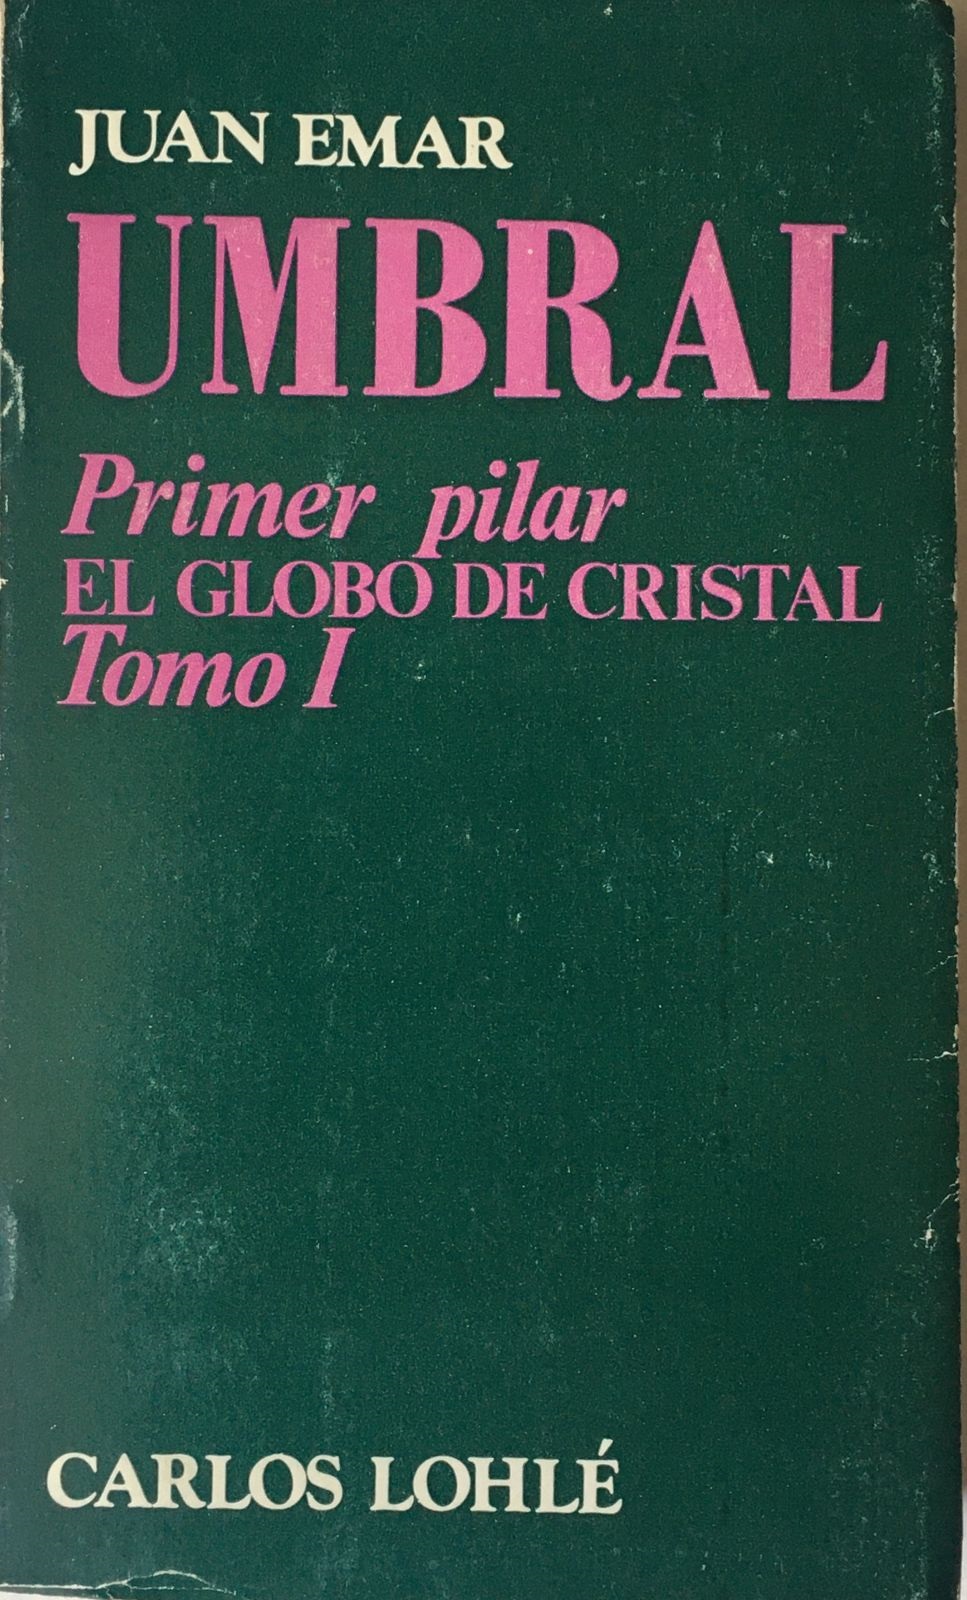 JUAN EMAR
UMBRAL
Primer pilar
EL GLOBO DE CRISTAL
Tomo I
CARLOS LOHLÉ